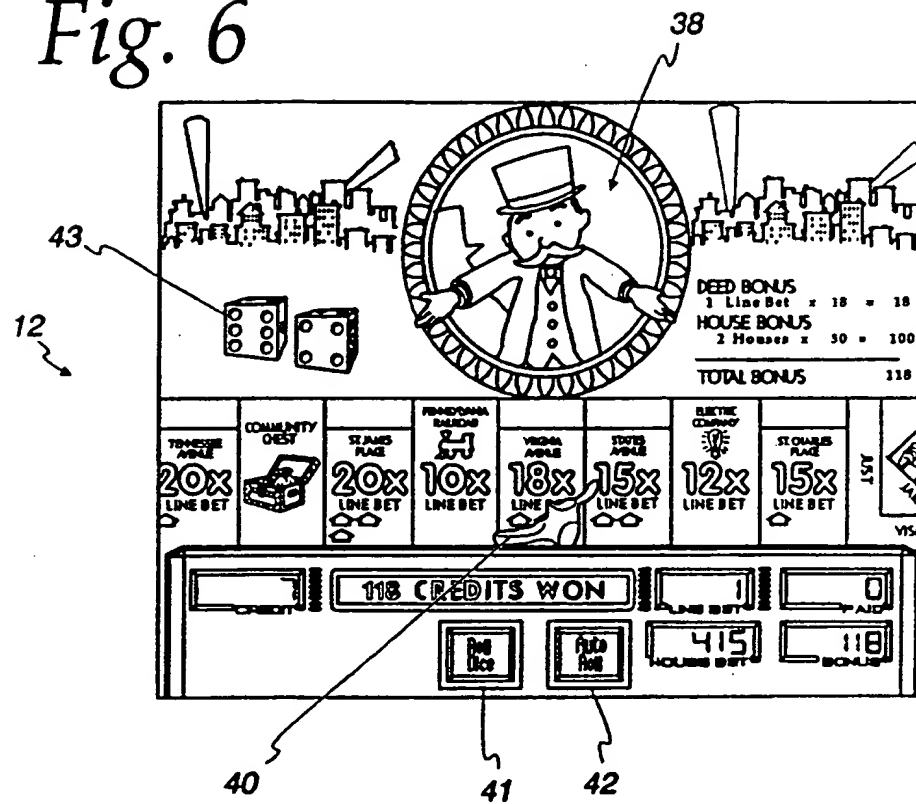 Fig. 6
38
43
12
DEED BONUS
1 Line Bet x 18 = 18
HOUSE BONUS
2 Houses x 50 = 100
TOTAL BONUS 118
TENNESSEE AVENUE
20x
LINE BET
COMMUNITY CHEST
ST. JAMES PLACE
20x
LINE BET
PENNSYLVANIA RAILROAD
10x
LINE BET
VIRGINIA AVENUE
18x
LINE
STATES AVENUE
15x
LINE BET
ELECTRIC COMPANY
12x
LINE BET
ST. CHARLES PLACE
15x
LINE BET
JUST
VIS
CREDIT
118 CREDITS WON
1
LINE BET
0
PAID
Roll Dice
Auto Roll
415
HOUSES BET
118
BONUS
40
41
42